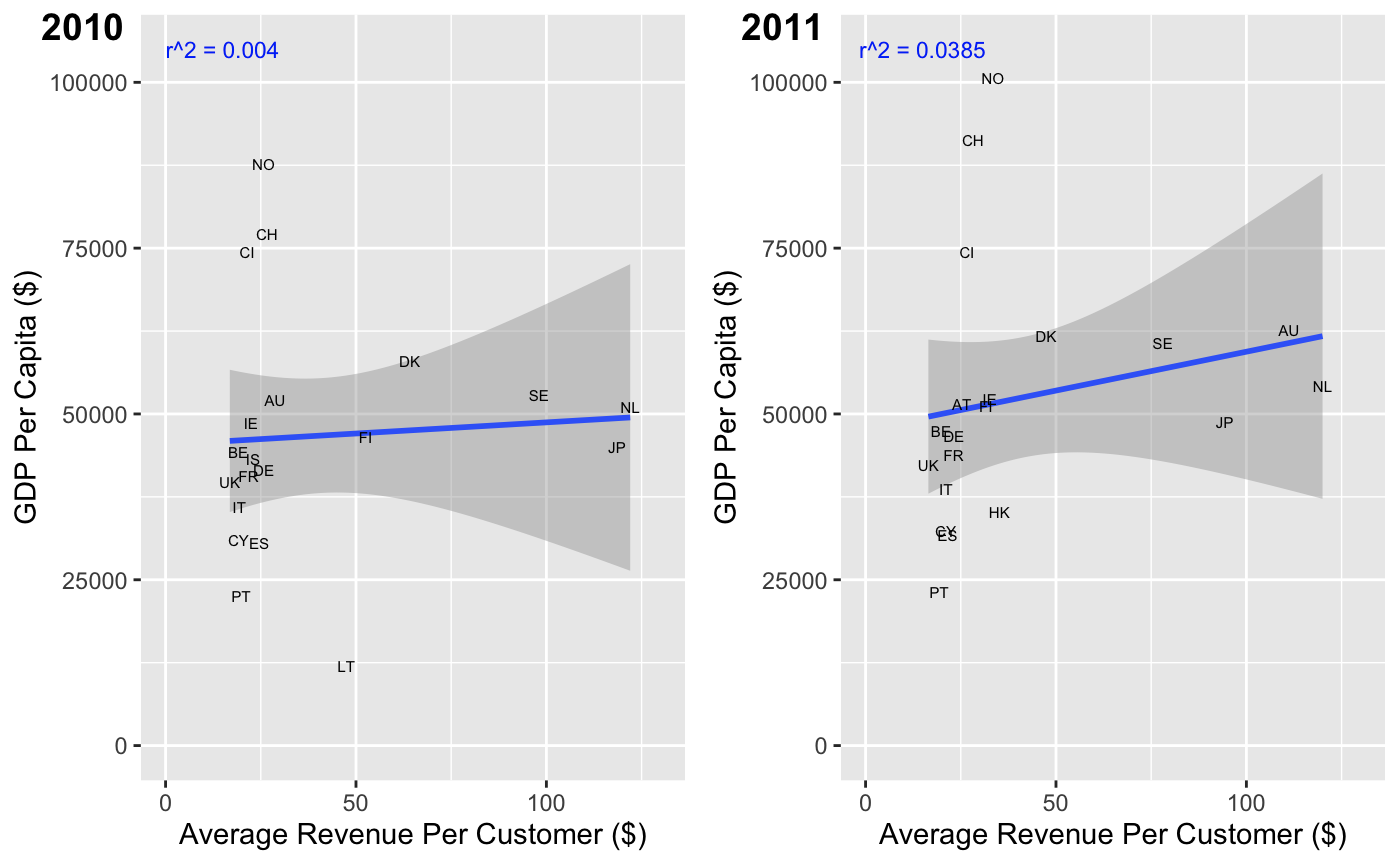 2010
r^2 = 0.004
100000
75000
50000
25000
0
GDP Per Capita ($)
NO
CH
CI
DK
SE
AU
NL
IE
FI
JP
BE
IS
DE
FR
UK
IT
CY
ES
PT
LT
0
50
100
Average Revenue Per Customer ($)
2011
r^2 = 0.0385
100000
75000
50000
25000
0
GDP Per Capita ($)
NO
CH
CI
DK
SE
AU
NL
IE
FI
AT
JP
BE
DE
FR
UK
IT
HK
CY
ES
PT
0
50
100
Average Revenue Per Customer ($)